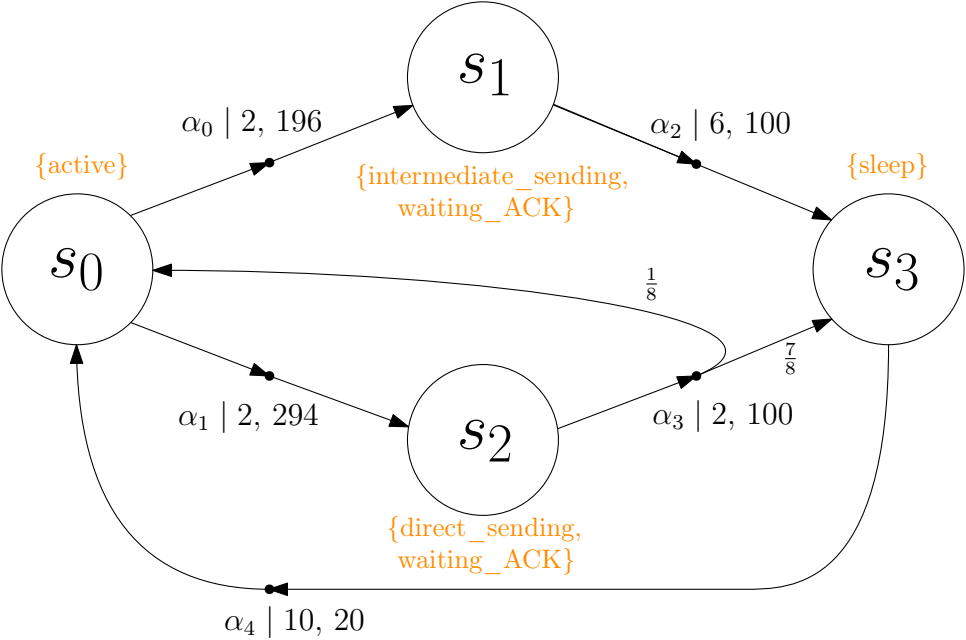 s₁
α₀ | 2, 196
α₂ | 6, 100
{active}
{intermediate_sending,
waiting_ACK}
{sleep}
s₀
s₃
1/8
7/8
α₁ | 2, 294
α₃ | 2, 100
s₂
{direct_sending,
waiting_ACK}
α₄ | 10, 20